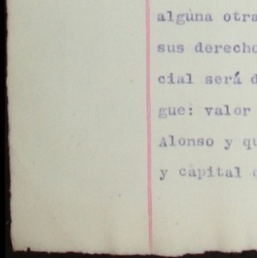 alguna otra
sus derecho
cial será d
gue: valor
Alonso y qu
y capital